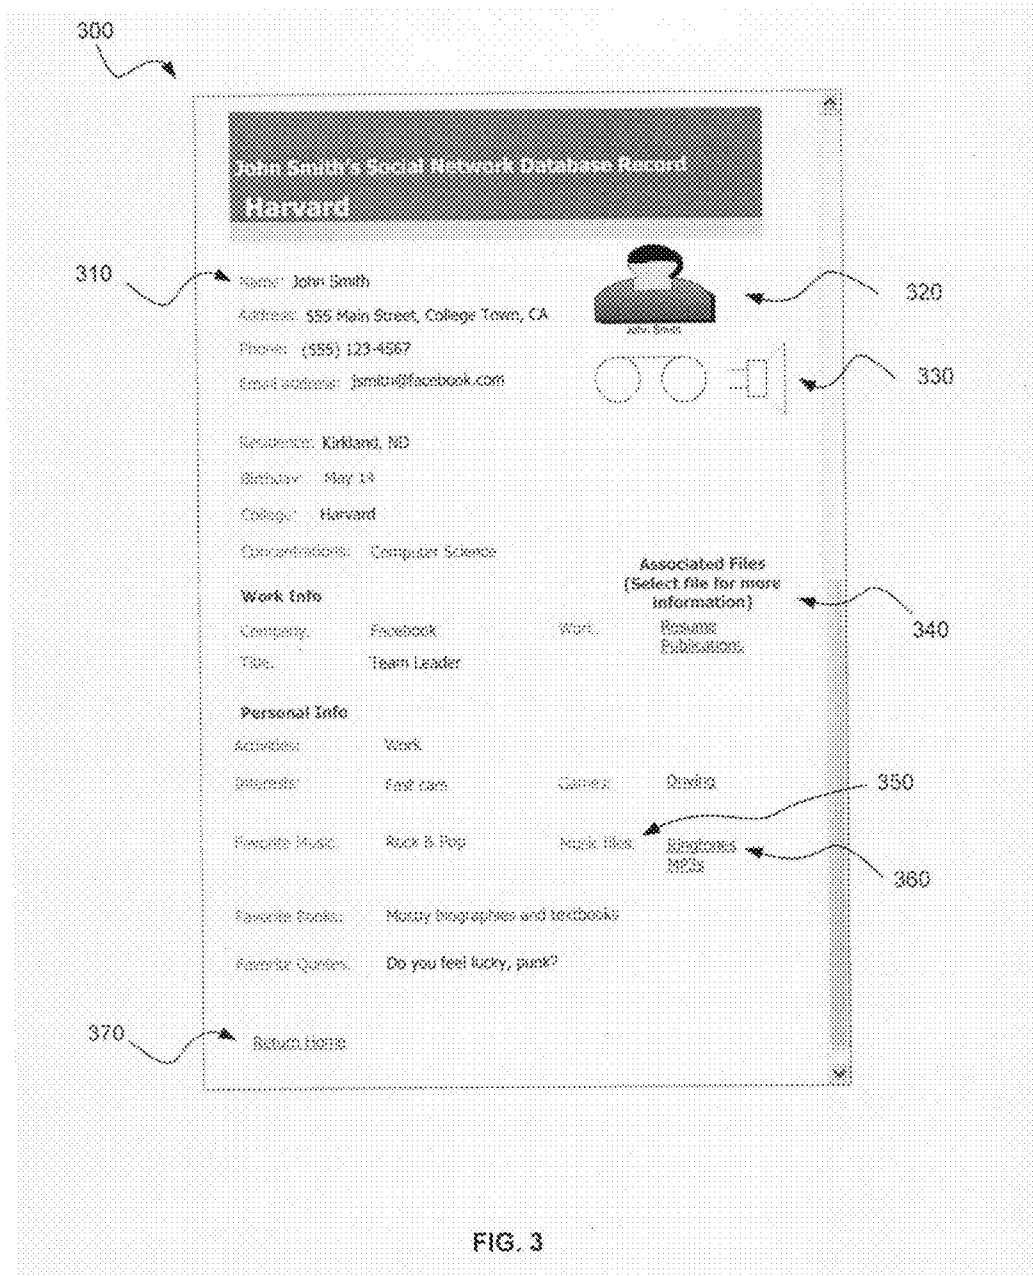 300
John Smith's Social Network Database Record
Harvard
310
Name: John Smith
320
Address: 555 Main Street, College Town, CA
John Smith
Phone: (555) 123-4567
330
Email address: jsmith@facebook.com
Residence: Kirkland, ND
Birthday: May 14
College: Harvard
Concentrations: Computer Science
Associated Files
(Select file for more
information)
Work Info
340
Company: Facebook Work: Resume
Publications
Title: Team Leader
Personal Info
Activities: Work
350
Interests: Fast cars Games: Driving
Favorite Music: Rock & Pop Music files: Ringtones
MP3s
360
Favorite Books: Mostly biographies and textbooks
Favorite Quotes: Do you feel lucky, punk?
370
Return Home
FIG. 3